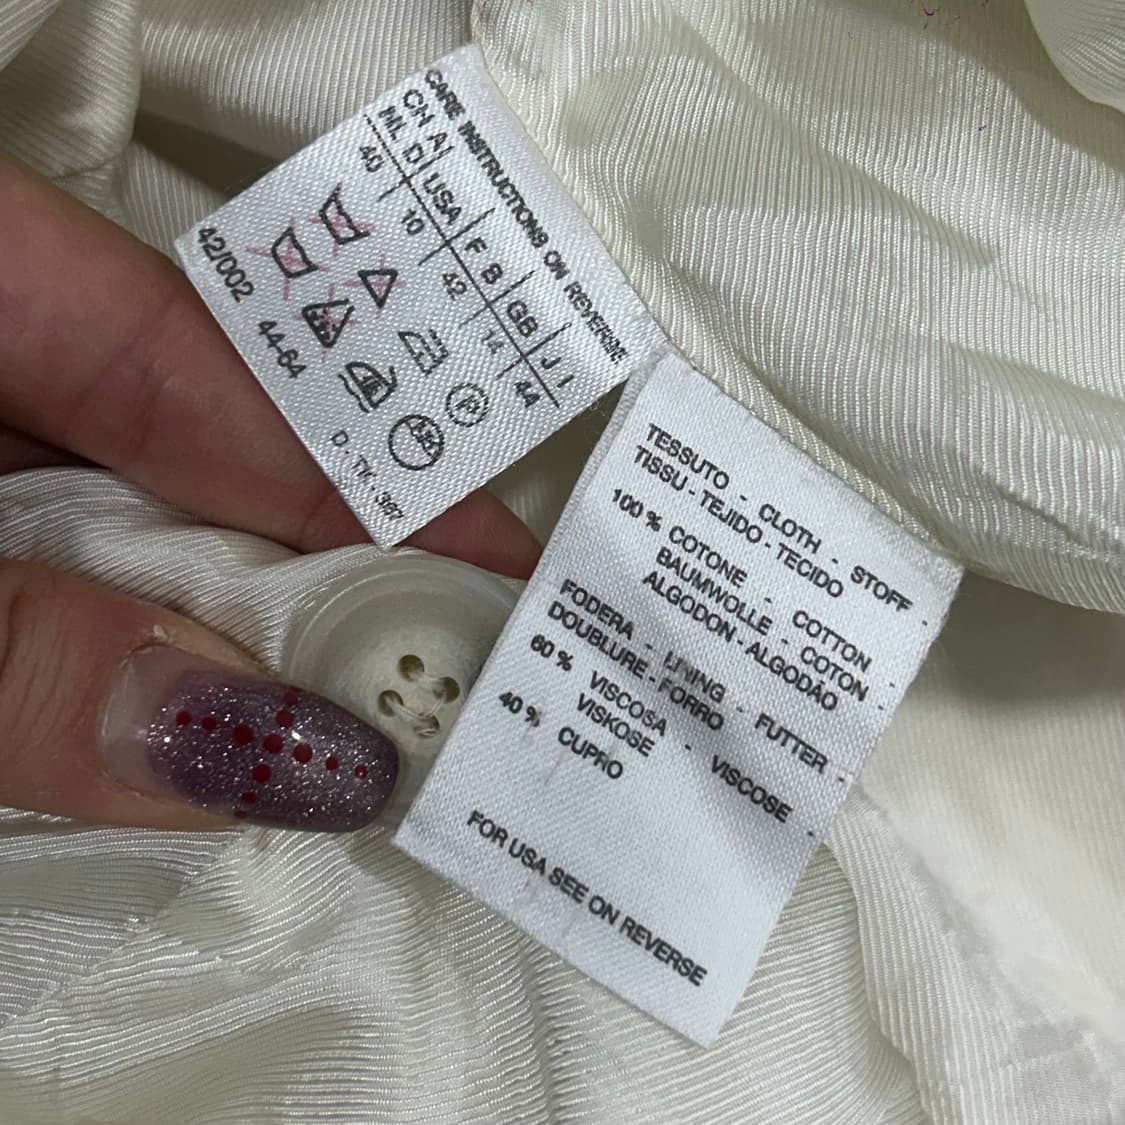 CARE INSTRUCTIONS ON REVERSE
CH A
NL D USA F B GB J I
40 10 42 14 44
P
42/002 44-64
TESSUTO - CLOTH - STOFF -
TISSU - TEJIDO - TECIDO
100 % COTONE - COTTON -
BAUMWOLLE - COTON -
ALGODON - ALGODÃO
FODERA - LINING - FUTTER -
DOUBLURE - FORRO
60 % VISCOSA - VISCOSE -
VISKOSE
40 % CUPRO
FOR USA SEE ON REVERSE